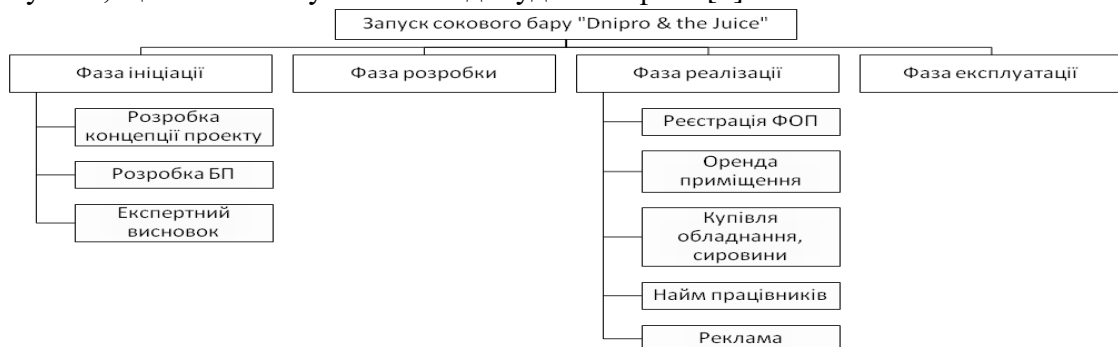 Запуск сокового бару "Dnipro & the Juice"
Фаза ініціації
Фаза розробки
Фаза реалізації
Фаза експлуатації
Розробка
концепції проекту
Розробка БП
Експертний
висновок
Реєстрація ФОП
Оренда
приміщення
Купівля
обладнання,
сировини
Найм працівників
Реклама